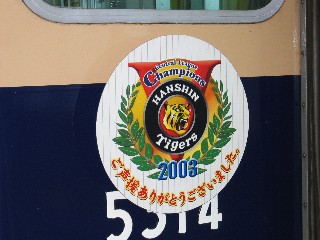 Central League
Champions
HANSHIN
Tigers
2003
ご声援ありがとうございました。
5514